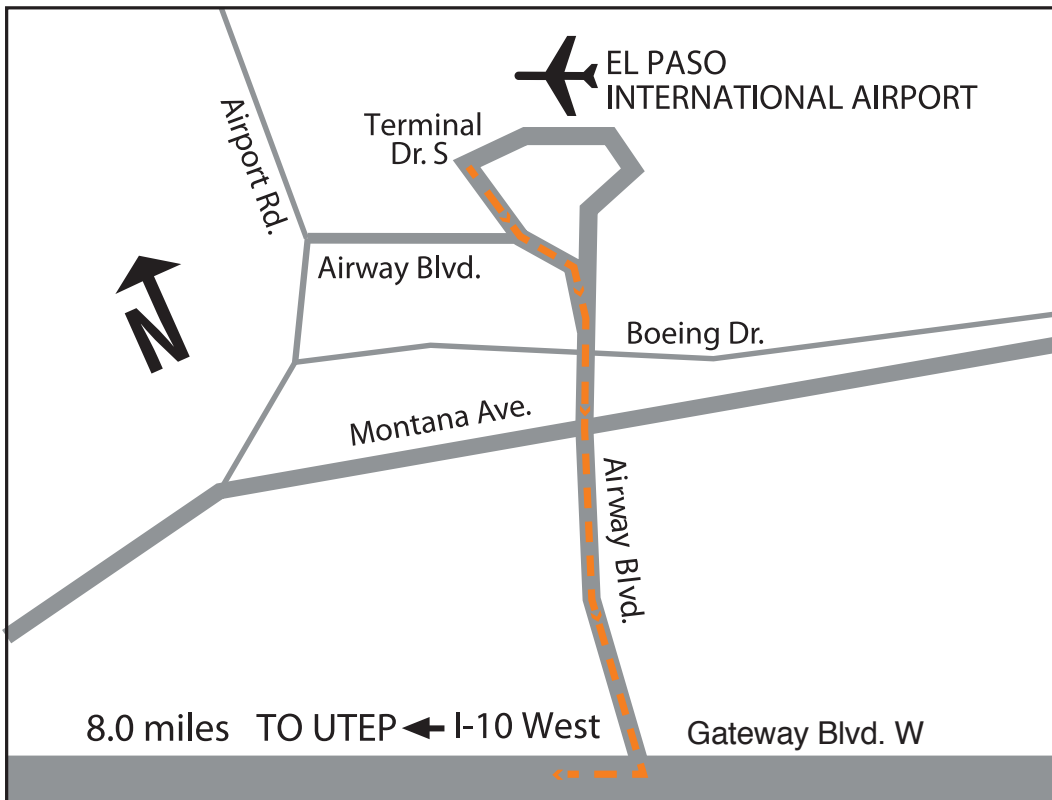 EL PASO
INTERNATIONAL AIRPORT
Terminal
Dr. S
Airport Rd.
Airway Blvd.
N
Boeing Dr.
Montana Ave.
Airway Blvd.
8.0 miles TO UTEP I-10 West
Gateway Blvd. W